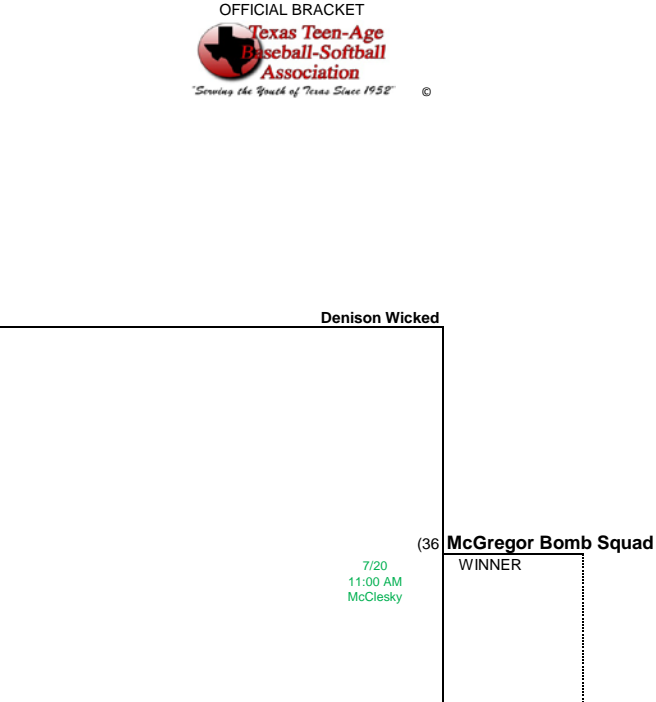 OFFICIAL BRACKET
Texas Teen-Age
Baseball-Softball
Association
"Serving the Youth of Texas Since 1952"
©
Denison Wicked
(36 McGregor Bomb Squad
7/20 WINNER
11:00 AM
McClesky